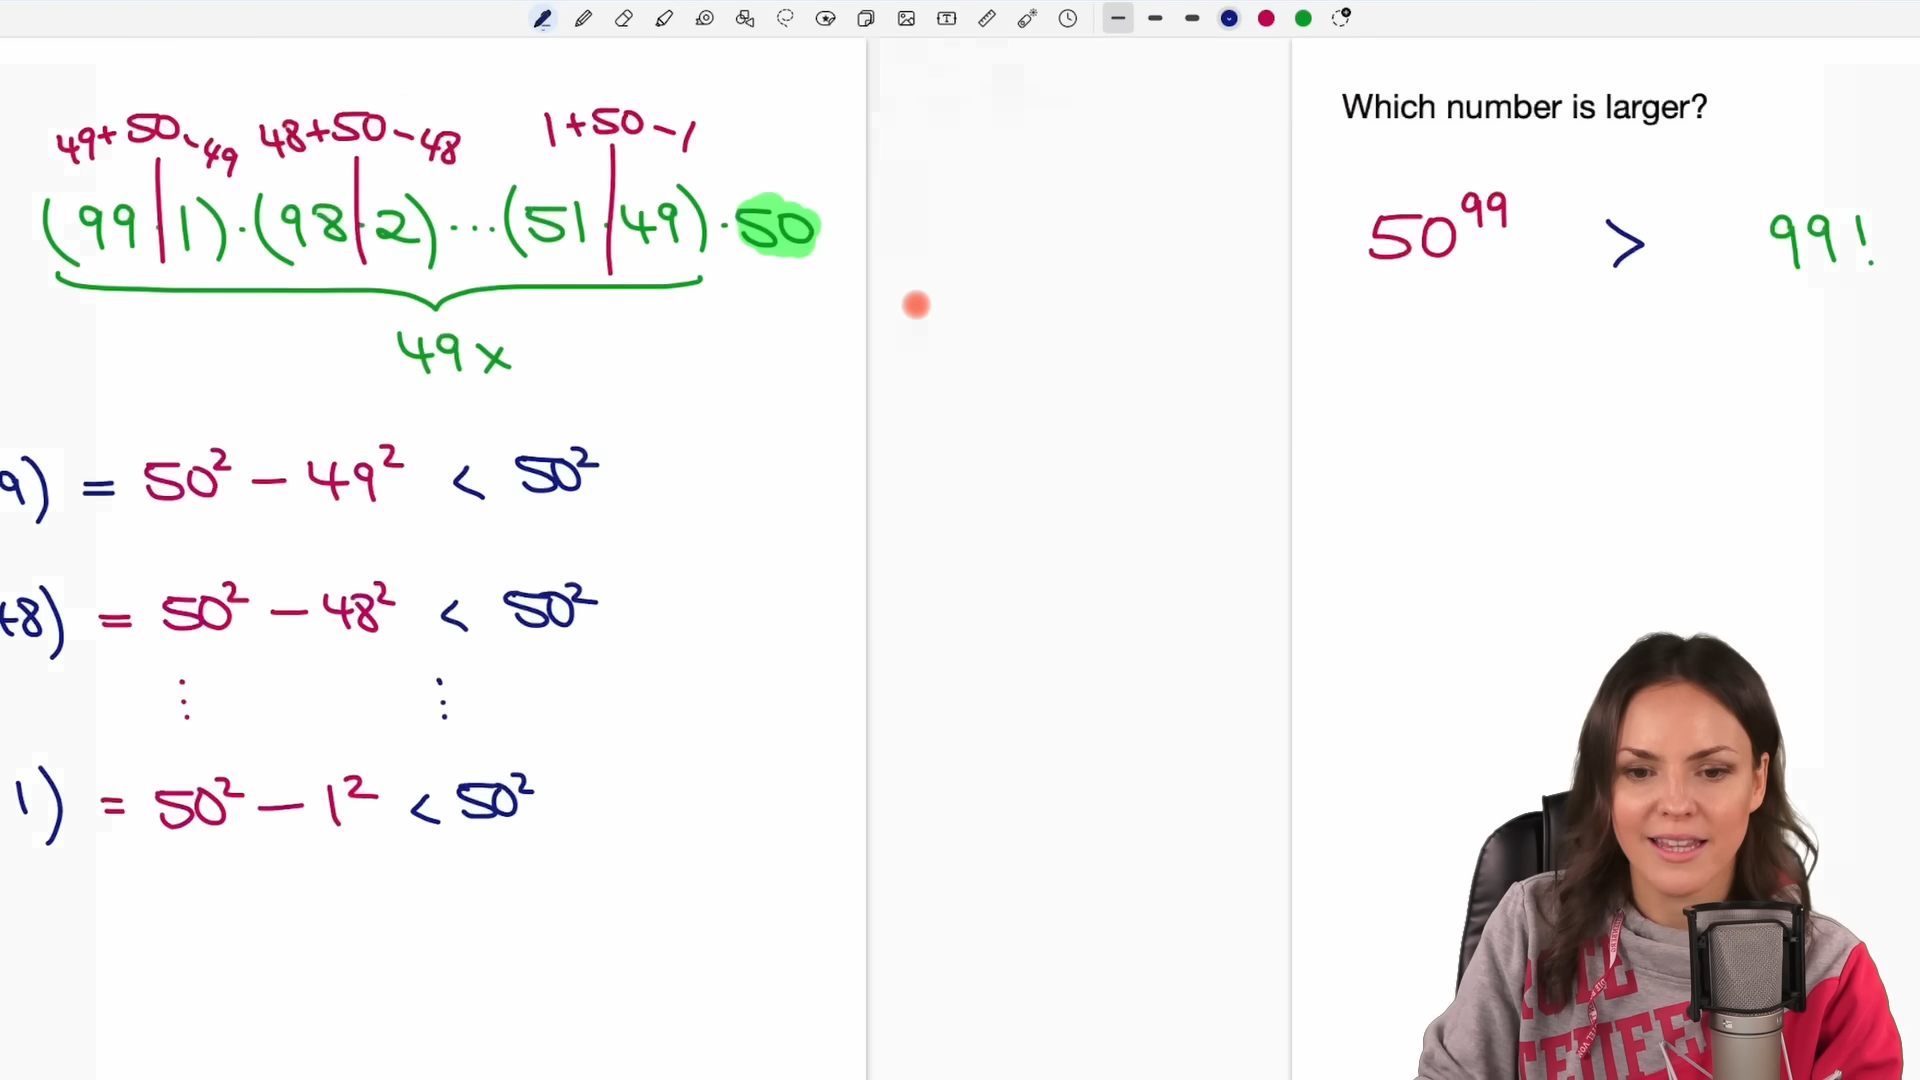 49+50-49 48+50-48 1+50-1
(99·1)·(98·2)···(51·49)·50
49x
9) = 50² - 49² < 50²
48) = 50² - 48² < 50²
⋮ ⋮
1) = 50² - 1² < 50²
Which number is larger?
50⁹⁹ > 99!